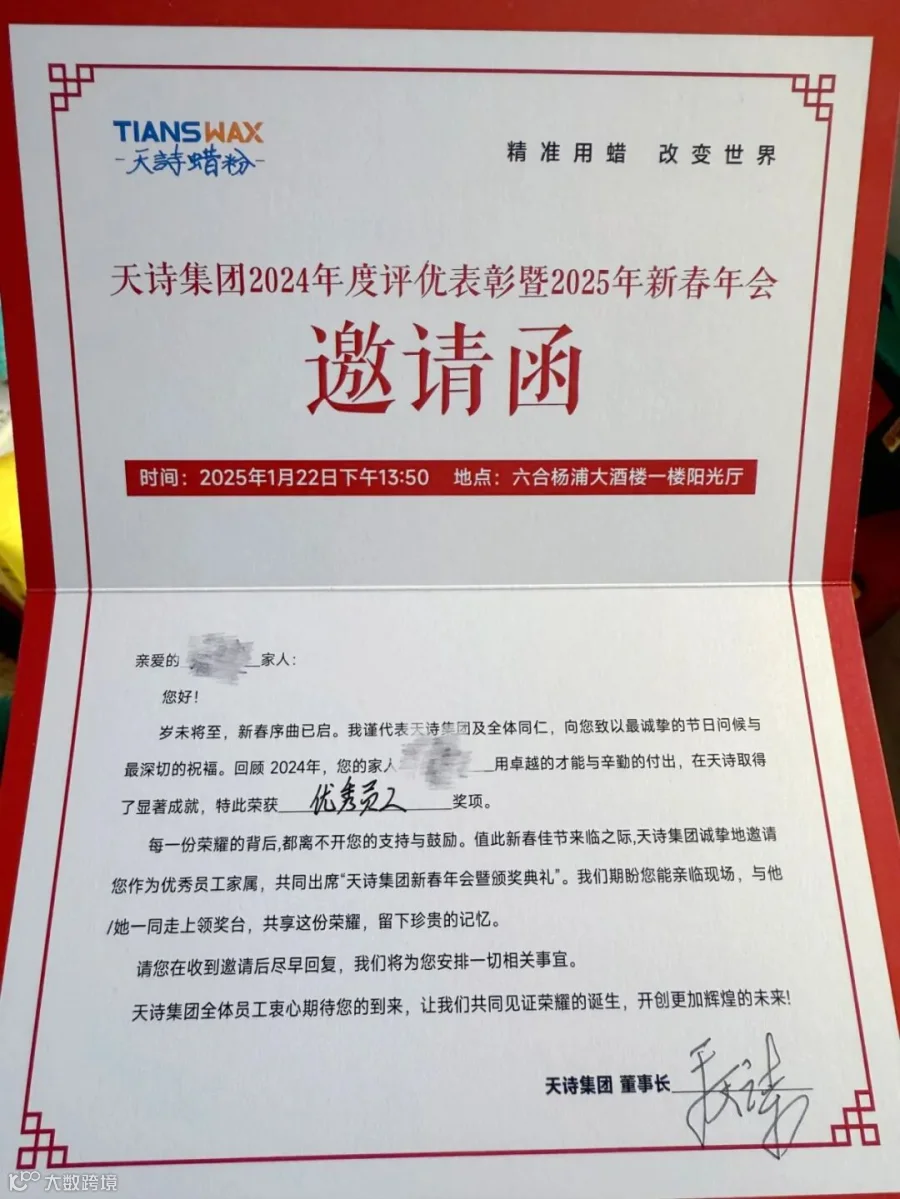 TIANSWAX
-天詩蜡粉-
精准用蜡 改变世界
天诗集团2024年度评优表彰暨2025年新春年会
邀请函
时间：2025年1月22日下午13:50 地点：六合杨浦大酒楼一楼阳光厅
亲爱的 家人：
您好！
岁末将至，新春序曲已启。我谨代表天诗集团及全体同仁，向您致以最诚挚的节日问候与
最深切的祝福。回顾 2024年，您的家人 用卓越的才能与辛勤的付出，在天诗取得
了显著成就，特此荣获 优秀员工 奖项。
每一份荣耀的背后,都离不开您的支持与鼓励。值此新春佳节来临之际,天诗集团诚挚地邀请
您作为优秀员工家属，共同出席“天诗集团新春年会暨颁奖典礼”。我们期盼您能亲临现场，与他
/她一同走上领奖台，共享这份荣耀，留下珍贵的记忆。
请您在收到邀请后尽早回复，我们将为您安排一切相关事宜。
天诗集团全体员工衷心期待您的到来，让我们共同见证荣耀的诞生，开创更加辉煌的未来!
天诗集团 董事长
大数跨境